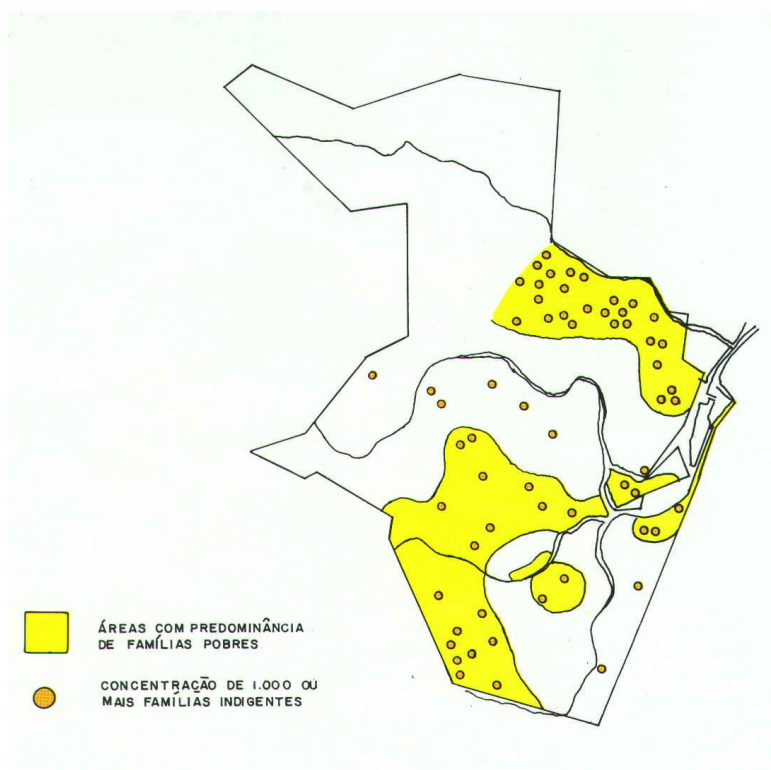 ÁREAS COM PREDOMINÂNCIA
DE FAMÍLIAS POBRES
CONCENTRAÇÃO DE 1.000 OU
MAIS FAMÍLIAS INDIGENTES